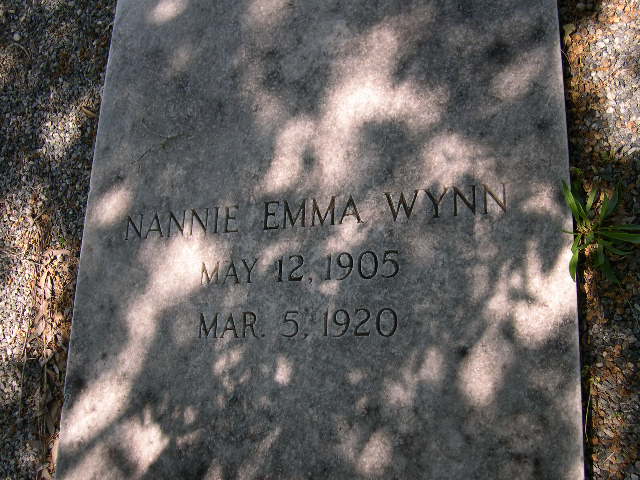 NANNIE EMMA WYNN
MAY 12, 1905
MAR. 5, 1920